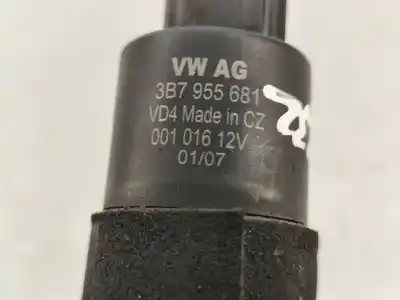 VW AG
3B7 955 681
VD4 Made in CZ
001 016 12V
01/07